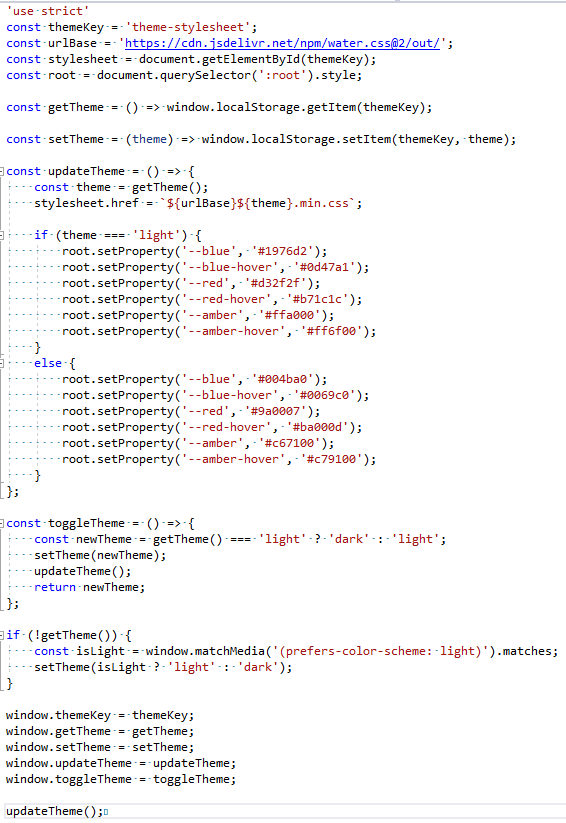 'use strict'
const themeKey = 'theme-stylesheet';
const urlBase = 'https://cdn.jsdelivr.net/npm/water.css@2/out/';
const stylesheet = document.getElementById(themeKey);
const root = document.querySelector(':root').style;

const getTheme = () => window.localStorage.getItem(themeKey);

const setTheme = (theme) => window.localStorage.setItem(themeKey, theme);

const updateTheme = () => {
    const theme = getTheme();
    stylesheet.href = `${urlBase}${theme}.min.css`;

    if (theme === 'light') {
        root.setProperty('--blue', '#1976d2');
        root.setProperty('--blue-hover', '#0d47a1');
        root.setProperty('--red', '#d32f2f');
        root.setProperty('--red-hover', '#b71c1c');
        root.setProperty('--amber', '#ffa000');
        root.setProperty('--amber-hover', '#ff6f00');
    }
    else {
        root.setProperty('--blue', '#004ba0');
        root.setProperty('--blue-hover', '#0069c0');
        root.setProperty('--red', '#9a0007');
        root.setProperty('--red-hover', '#ba000d');
        root.setProperty('--amber', '#c67100');
        root.setProperty('--amber-hover', '#c79100');
    }
};

const toggleTheme = () => {
    const newTheme = getTheme() === 'light' ? 'dark' : 'light';
    setTheme(newTheme);
    updateTheme();
    return newTheme;
};

if (!getTheme()) {
    const isLight = window.matchMedia('(prefers-color-scheme: light)').matches;
    setTheme(isLight ? 'light' : 'dark');
}

window.themeKey = themeKey;
window.getTheme = getTheme;
window.setTheme = setTheme;
window.updateTheme = updateTheme;
window.toggleTheme = toggleTheme;

updateTheme();